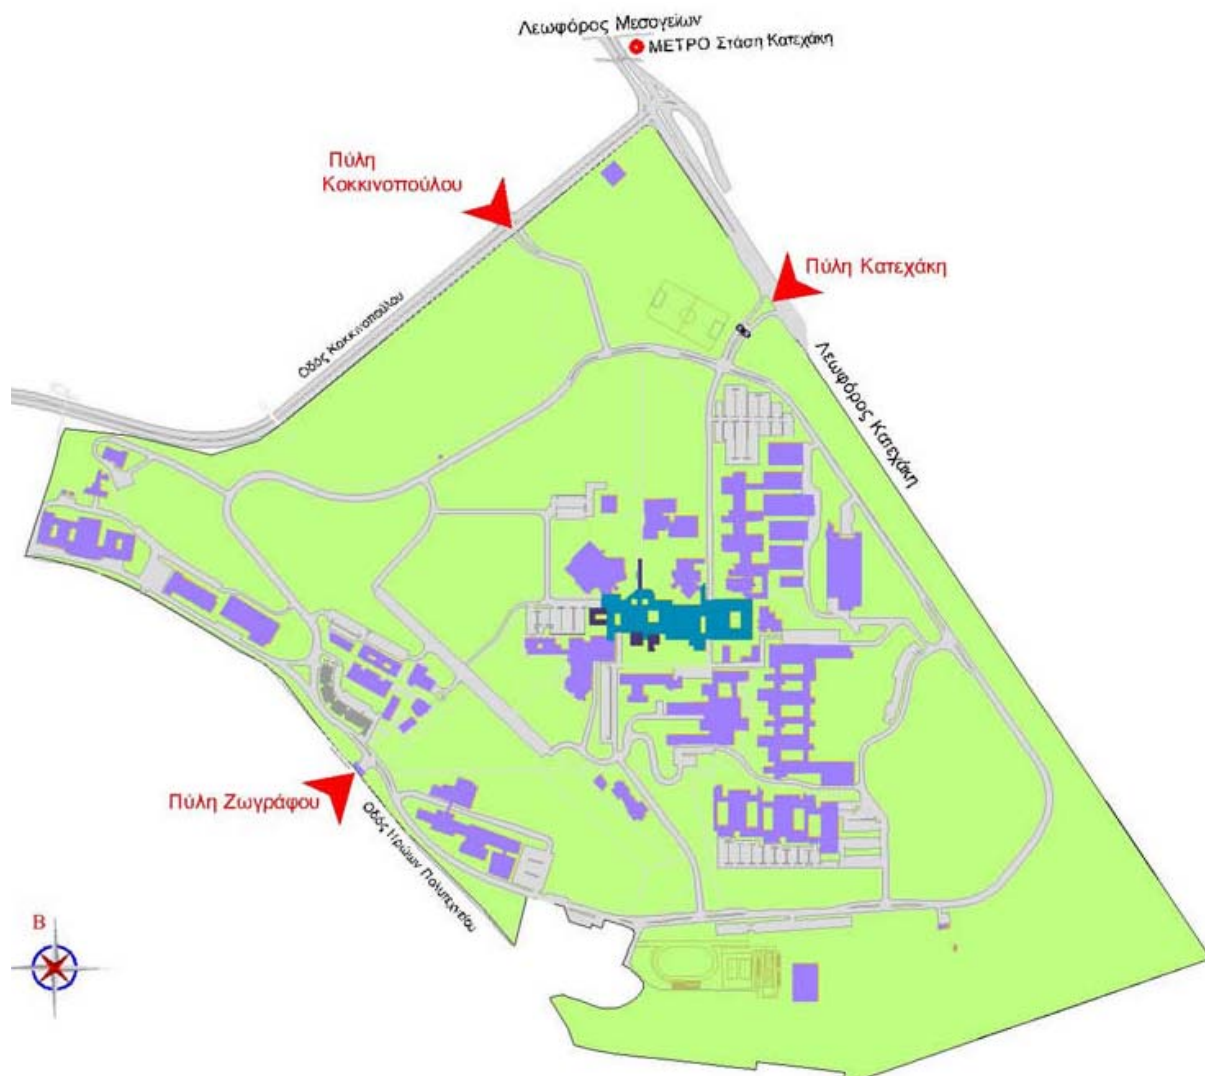 Λεωφόρος Μεσογείων
ΜΕΤΡΟ Στάση Κατεχάκη
Πύλη
Κοκκινοπούλου
Πύλη Κατεχάκη
Οδός Κοκκινοπούλου
Λεωφόρος Κατεχάκη
Πύλη Ζωγράφου
Οδός Ηρώων Πολυτεχνείου
Β